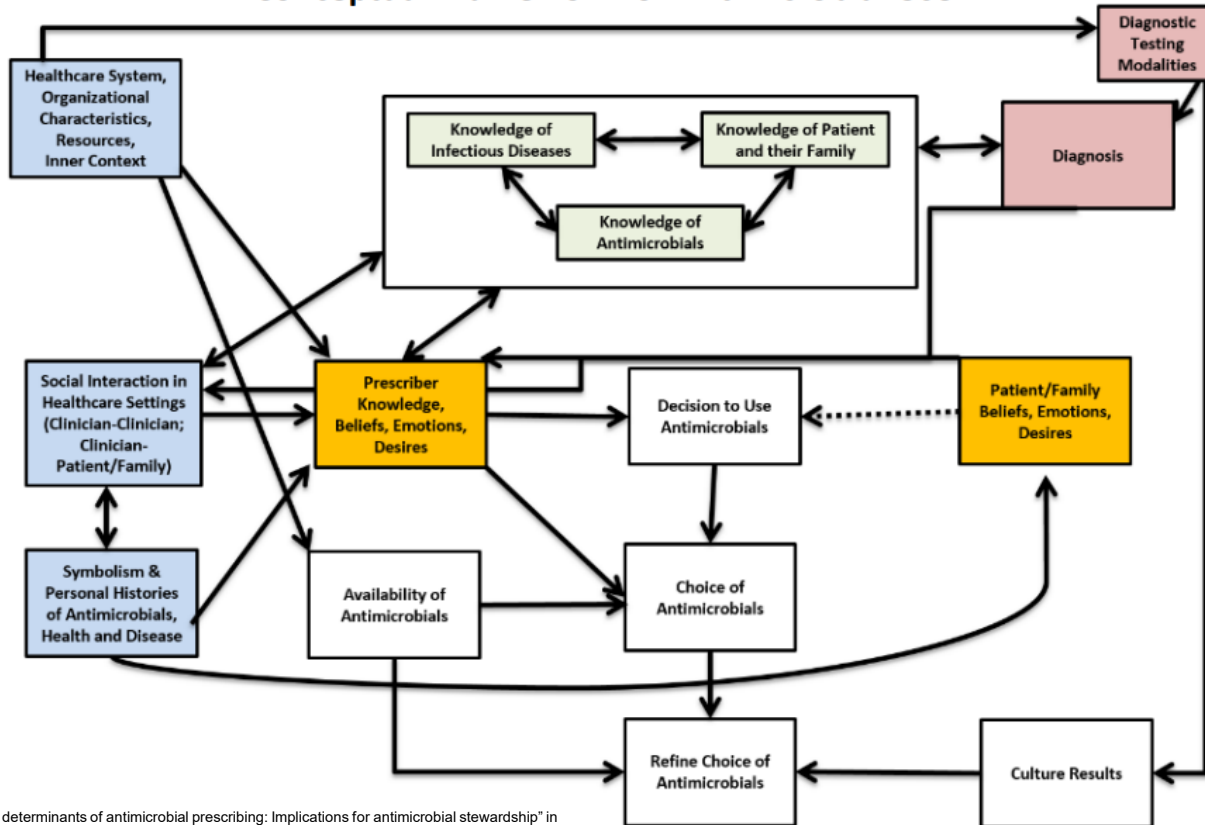 Diagnostic
Testing
Modalities
Healthcare System,
Organizational
Characteristics,
Resources,
Inner Context
Knowledge of
Infectious Diseases
Knowledge of Patient
and their Family
Diagnosis
Knowledge of
Antimicrobials
Social Interaction in
Healthcare Settings
(Clinician-Clinician;
Clinician-
Patient/Family)
Prescriber
Knowledge,
Beliefs, Emotions,
Desires
Decision to Use
Antimicrobials
Patient/Family
Beliefs, Emotions,
Desires
Symbolism &
Personal Histories
of Antimicrobials,
Health and Disease
Availability of
Antimicrobials
Choice of
Antimicrobials
Refine Choice of
Antimicrobials
Culture Results
determinants of antimicrobial prescribing: Implications for antimicrobial stewardship” in